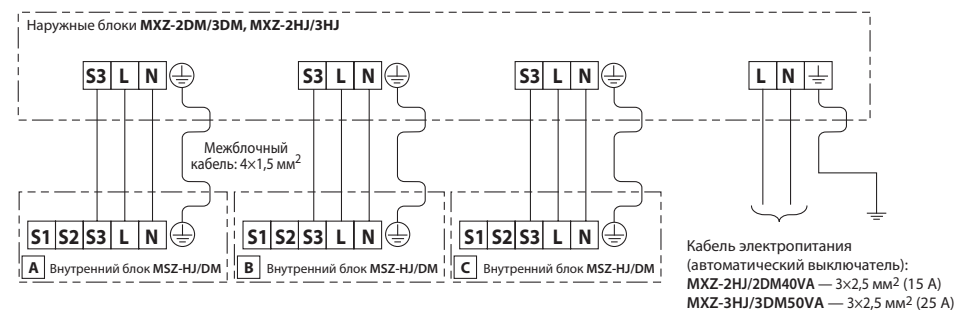 Наружные блоки MXZ-2DM/3DM, MXZ-2HJ/3HJ
S3 L N
S3 L N
S3 L N
L N
Межблочный
кабель: 4×1,5 мм²
S1 S2 S3 L N
S1 S2 S3 L N
S1 S2 S3 L N
A Внутренний блок MSZ-HJ/DM
B Внутренний блок MSZ-HJ/DM
C Внутренний блок MSZ-HJ/DM
Кабель электропитания
(автоматический выключатель):
MXZ-2HJ/2DM40VA — 3×2,5 мм² (15 А)
MXZ-3HJ/3DM50VA — 3×2,5 мм² (25 А)